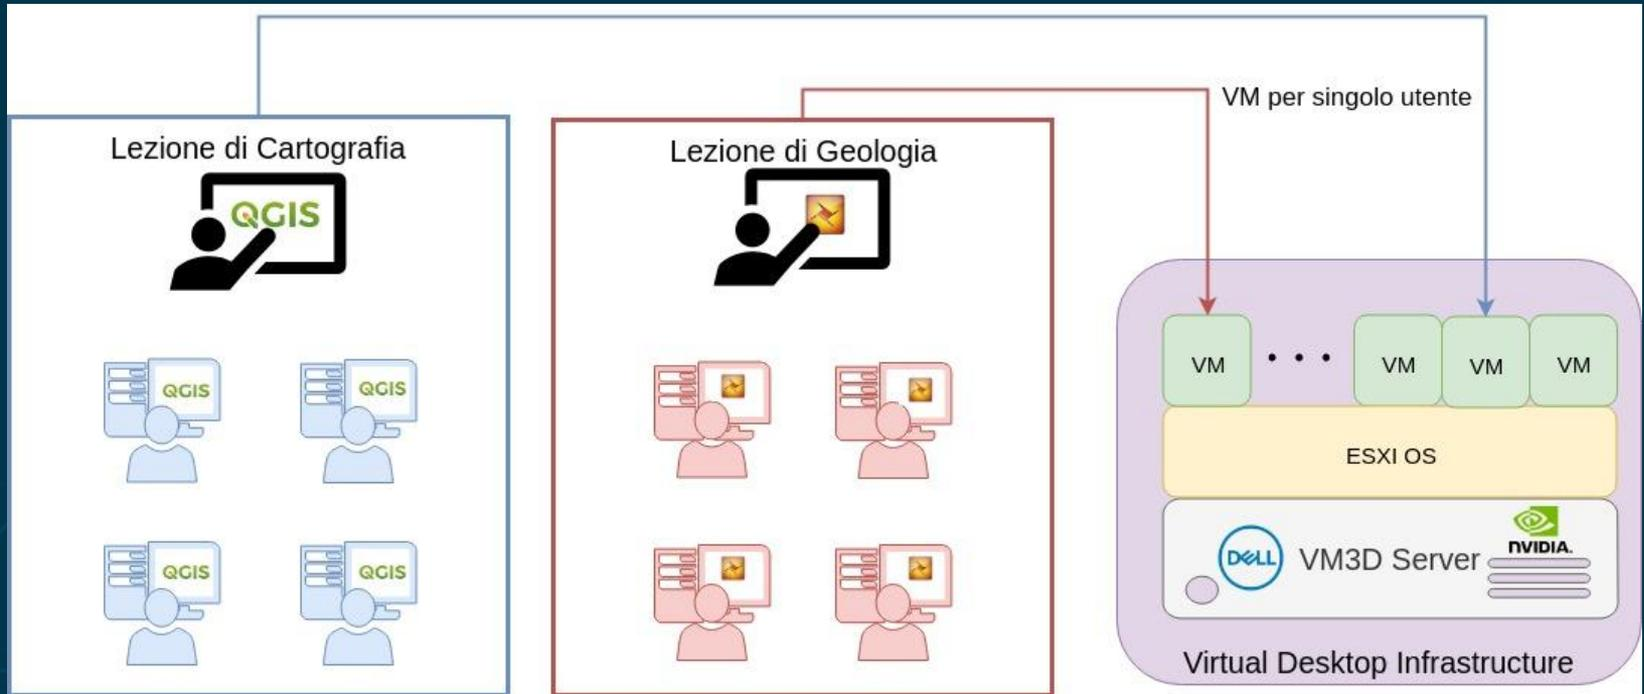 VM per singolo utente
Lezione di Cartografia
QGIS
QGIS
QGIS
QGIS
QGIS
Lezione di Geologia
VM
VM
VM
VM
ESXI OS
DELL
VM3D Server
NVIDIA.
Virtual Desktop Infrastructure